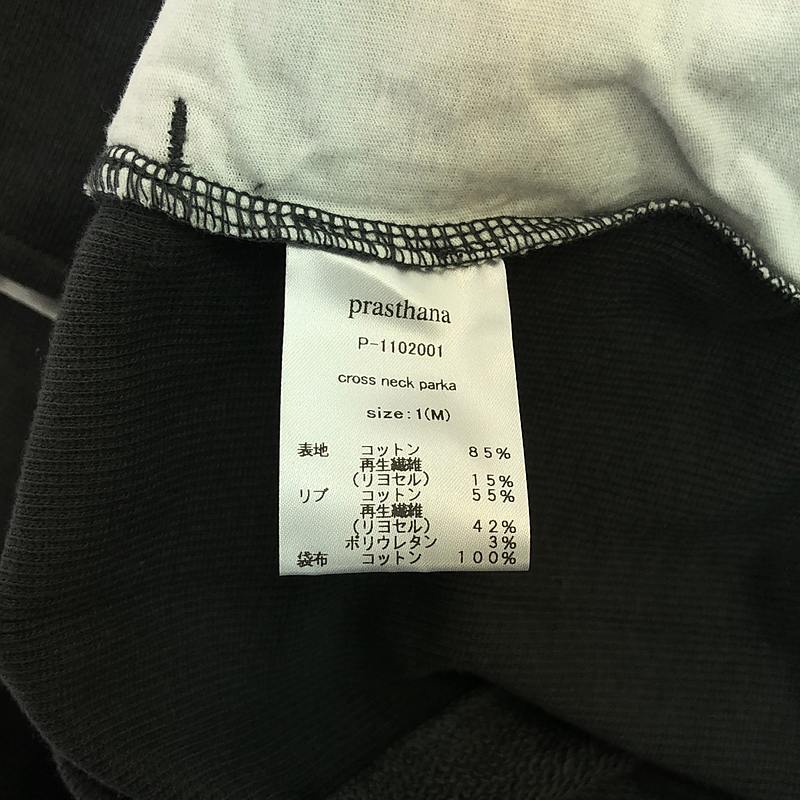 prasthana
P-1102001
cross neck parka
size:1(M)
表地 コットン 85%
再生繊維
(リヨセル) 15%
リブ コットン 55%
再生繊維
(リヨセル) 42%
ポリウレタン 3%
袋布 コットン 100%